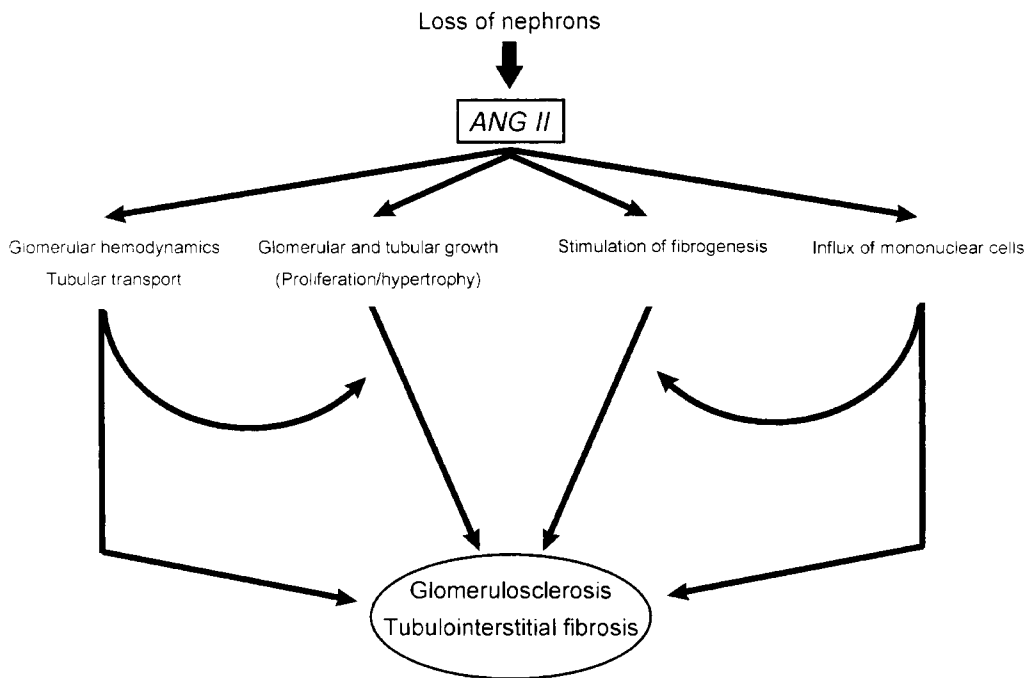 Loss of nephrons
ANG II
Glomerular hemodynamics
Tubular transport
Glomerular and tubular growth
(Proliferation/hypertrophy)
Stimulation of fibrogenesis
Influx of mononuclear cells
Glomerulosclerosis
Tubulointerstitial fibrosis